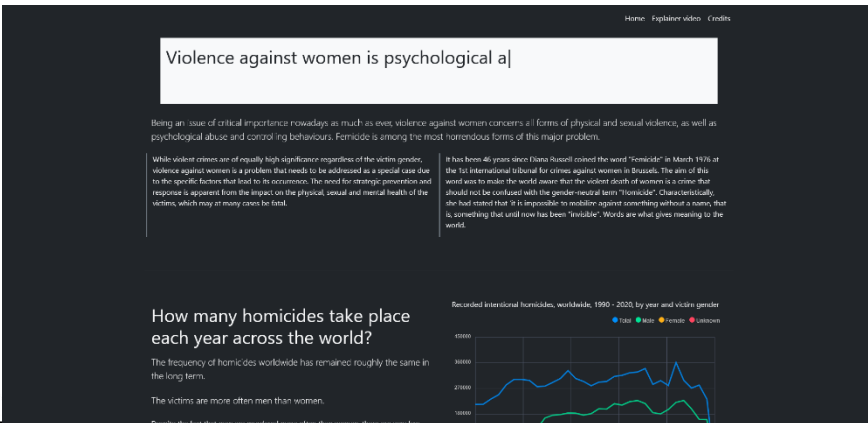 Home Explainer video Credits
Violence against women is psychological a|
Being an issue of critical importance nowadays as much as ever, violence against women concerns all forms of physical and sexual violence, as well as
psychological abuse and controlling behaviours. Femicide is among the most horrendous forms of this major problem.
While violent crimes are of equally high significance regardless of the victim gender,
violence against women is a problem that needs to be addressed as a special case due
to the specific factors that lead to its occurrence. The need for strategic prevention and
response is apparent from the impact on the physical, sexual and mental health of the
victims, which may at many cases be fatal.
It has been 46 years since Diana Russell coined the word "Femicide" in March 1976 at
the 1st international tribunal for crimes against women in Brussels. The aim of this
word was to make the world aware that the violent death of women is a crime that
should not be confused with the gender-neutral term "Homicide". Characteristically,
she had stated that 'it is impossible to mobilize against something without a name, that
is, something that until now has been "invisible". Words are what gives meaning to the
world.
How many homicides take place
each year across the world?
The frequency of homicides worldwide has remained roughly the same in
the long term.
The victims are more often men than women.
Recorded intentional homicides, worldwide, 1990 - 2020, by year and victim gender
Total Male Female Unknown
450000
360000
270000
180000